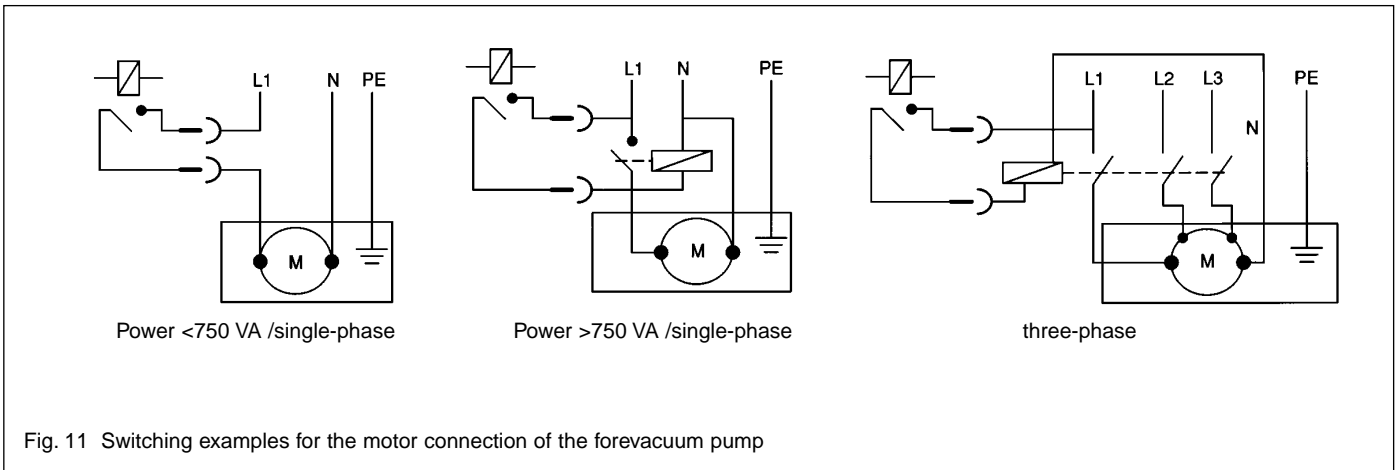 L1 N PE
M
Power <750 VA /single-phase
L1 N PE
M
Power >750 VA /single-phase
L1 L2 L3 PE
N
M
three-phase
Fig. 11 Switching examples for the motor connection of the forevacuum pump